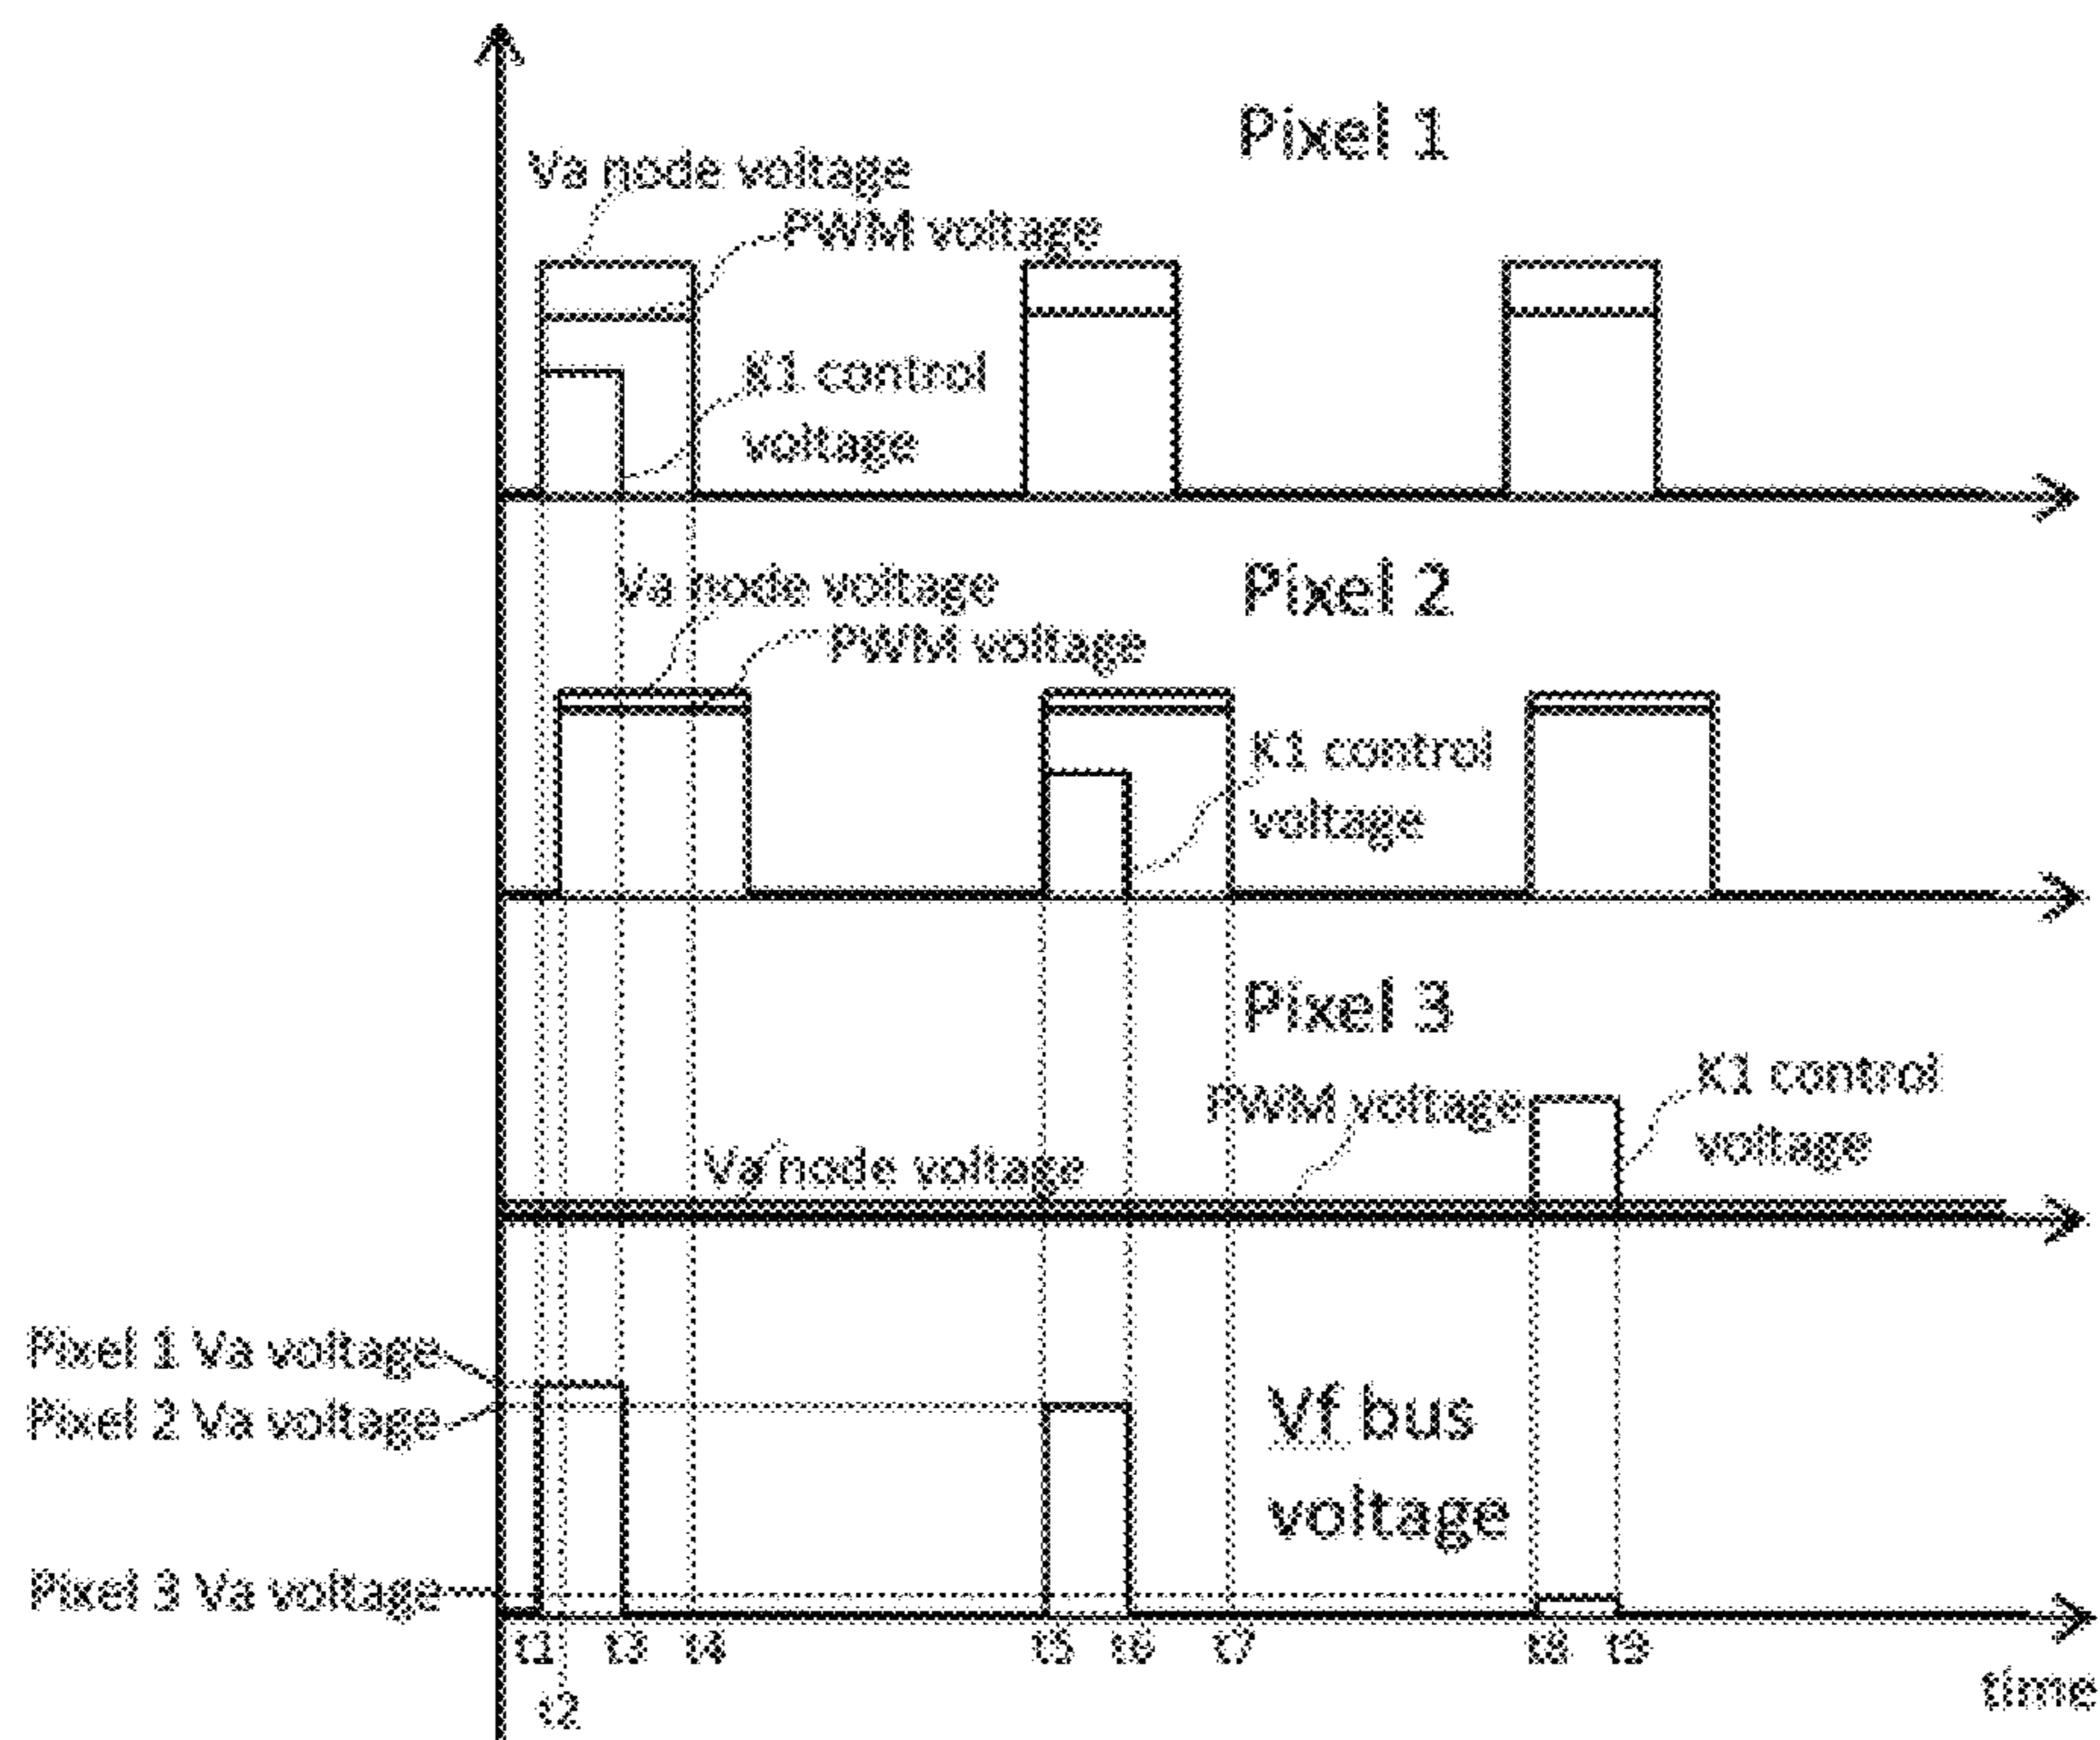 Pixel 1
Va node voltage
PWM voltage
K1 control
voltage
Pixel 2
Va node voltage
PWM voltage
K1 control
voltage
Pixel 3
K1 control
voltage
PWM voltage
Va node voltage
Pixel 1 Va voltage
Pixel 2 Va voltage
Vf bus
voltage
Pixel 3 Va voltage
t1 t3 t4 t5 t6 t7 t8 t9
t2
time